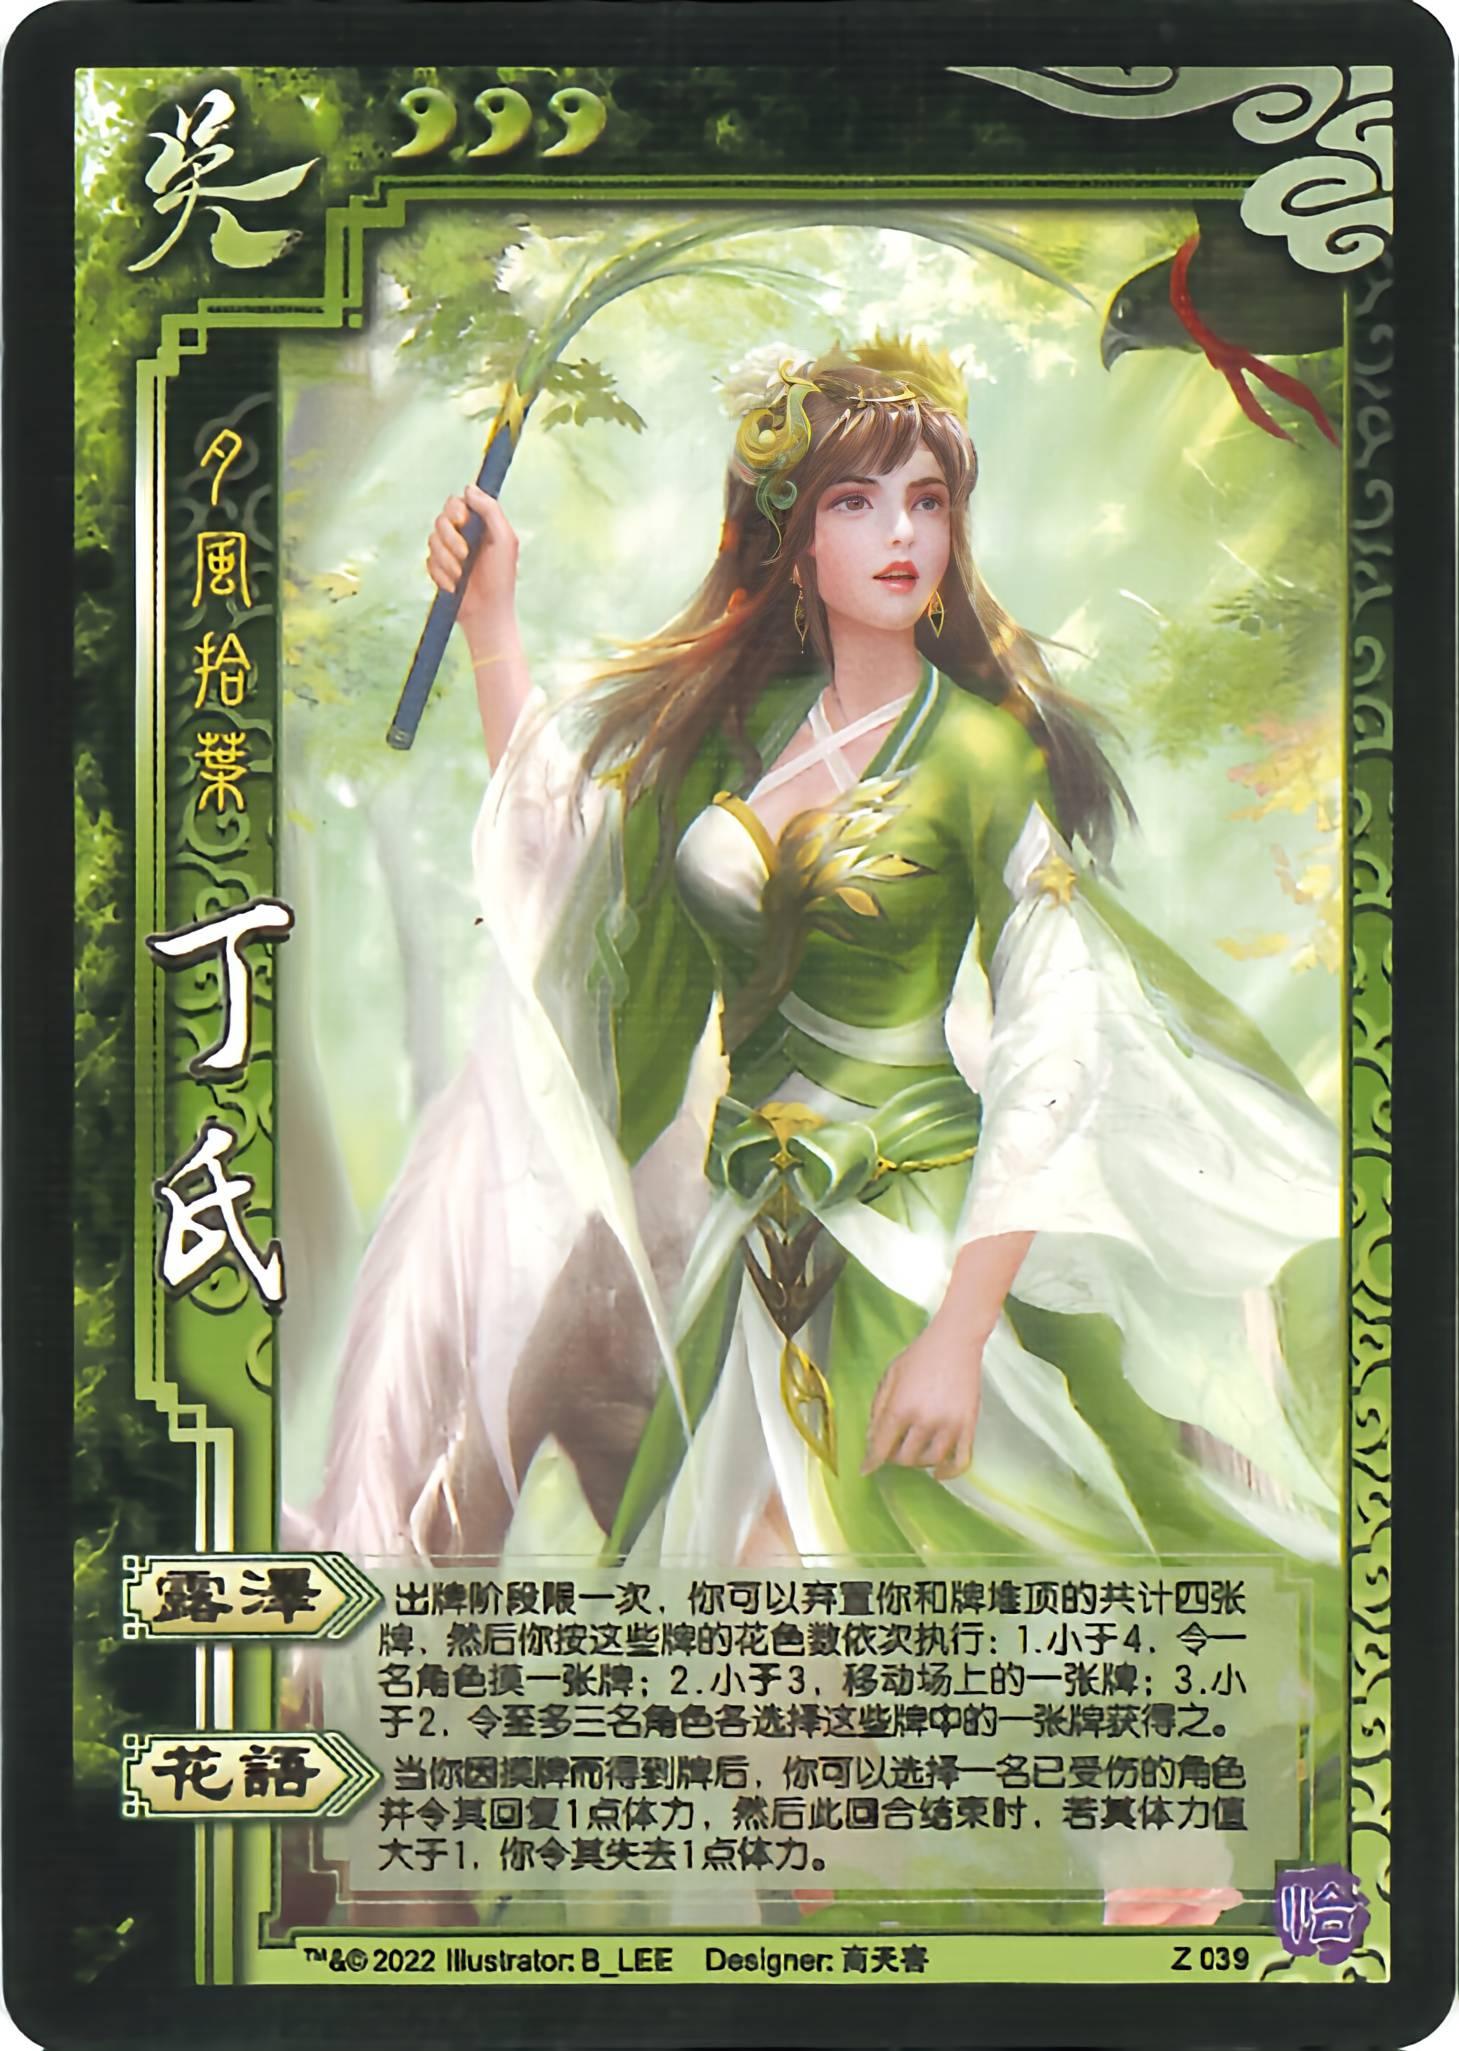 吴
夕風拾葉
丁氏
露澤
出牌阶段限一次，你可以弃置你和牌堆顶的共计四张
牌，然后你按这些牌的花色数依次执行：1.小于4，令一
名角色摸一张牌；2.小于3，移动场上的一张牌；3.小
于2，令至多三名角色各选择这些牌中的一张牌获得之。
花語
当你因摸牌而得到牌后，你可以选择一名已受伤的角色
并令其回复1点体力，然后此回合结束时，若其体力值
大于1，你令其失去1点体力。
怡
™&© 2022 Illustrator: B_LEE Designer: 商天害 Z 039